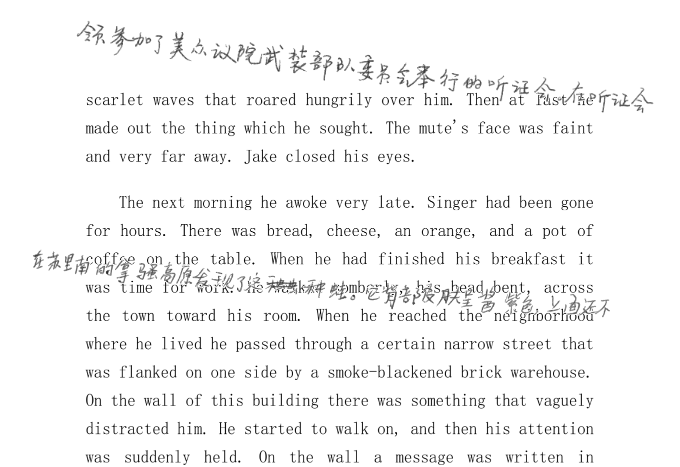 领参加了美众议院武装部队委员会举行的听证会。在听证会
scarlet waves that roared hungrily over him. Then at last he
made out the thing which he sought. The mute's face was faint
and very far away. Jake closed his eyes.
The next morning he awoke very late. Singer had been gone
for hours. There was bread, cheese, an orange, and a pot of
在苏里南的拿骚高原发现了这种蛙。它背部皮肤呈酱紫色,上面还不
coffee on the table. When he had finished his breakfast it
was time for work. He walked somberly, his head bent, across
the town toward his room. When he reached the neighborhood
where he lived he passed through a certain narrow street that
was flanked on one side by a smoke-blackened brick warehouse.
On the wall of this building there was something that vaguely
distracted him. He started to walk on, and then his attention
was suddenly held. On the wall a message was written in